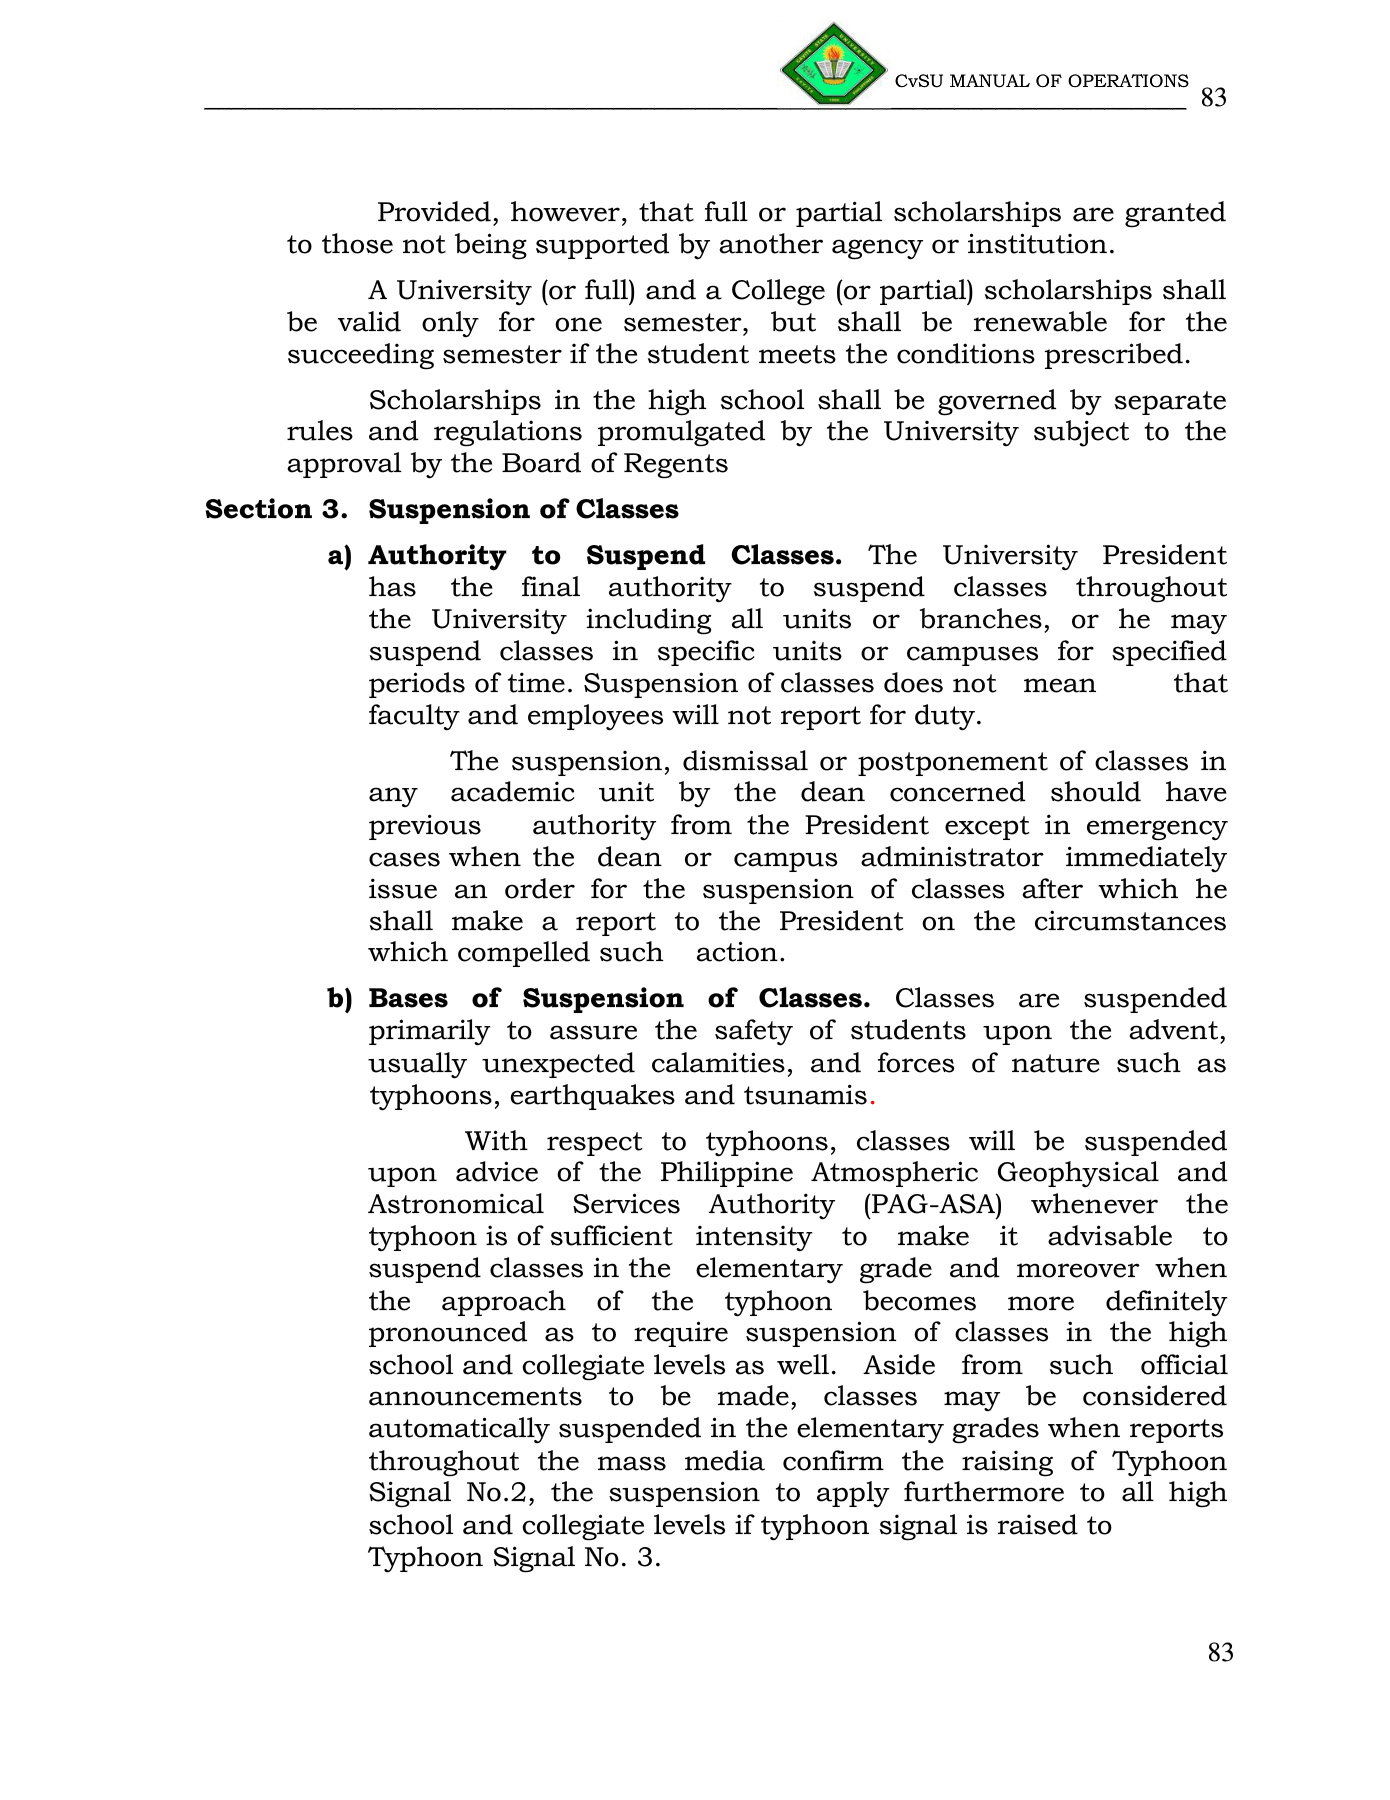 CvSU MANUAL OF OPERATIONS
83
Provided, however, that full or partial scholarships are granted
to those not being supported by another agency or institution.
A University (or full) and a College (or partial) scholarships shall
be valid only for one semester, but shall be renewable for the
succeeding semester if the student meets the conditions prescribed.
Scholarships in the high school shall be governed by separate
rules and regulations promulgated by the University subject to the
approval by the Board of Regents
Section 3. Suspension of Classes
a) Authority to Suspend Classes. The University President
has the final authority to suspend classes throughout
the University including all units or branches, or he may
suspend classes in specific units or campuses for specified
periods of time. Suspension of classes does not mean that
faculty and employees will not report for duty.
The suspension, dismissal or postponement of classes in
any academic unit by the dean concerned should have
previous authority from the President except in emergency
cases when the dean or campus administrator immediately
issue an order for the suspension of classes after which he
shall make a report to the President on the circumstances
which compelled such action.
b) Bases of Suspension of Classes. Classes are suspended
primarily to assure the safety of students upon the advent,
usually unexpected calamities, and forces of nature such as
typhoons, earthquakes and tsunamis.
With respect to typhoons, classes will be suspended
upon advice of the Philippine Atmospheric Geophysical and
Astronomical Services Authority (PAG-ASA) whenever the
typhoon is of sufficient intensity to make it advisable to
suspend classes in the elementary grade and moreover when
the approach of the typhoon becomes more definitely
pronounced as to require suspension of classes in the high
school and collegiate levels as well. Aside from such official
announcements to be made, classes may be considered
automatically suspended in the elementary grades when reports
throughout the mass media confirm the raising of Typhoon
Signal No.2, the suspension to apply furthermore to all high
school and collegiate levels if typhoon signal is raised to
Typhoon Signal No. 3.
83